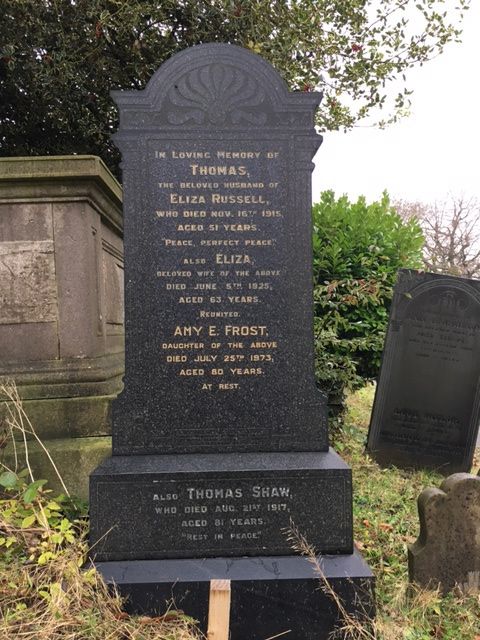 In Loving Memory of
Thomas,
the beloved husband of
Eliza Russell,
who died Nov. 16th 1915,
aged 51 years.
"Peace, perfect peace."
also Eliza,
beloved wife of the above
died June 5th 1925,
aged 63 years.
Reunited.
Amy E. Frost,
daughter of the above
died July 25th 1973,
aged 80 years.
at rest.
also Thomas Shaw,
who died Aug. 21st 1917,
aged 81 years.
"Rest in peace."